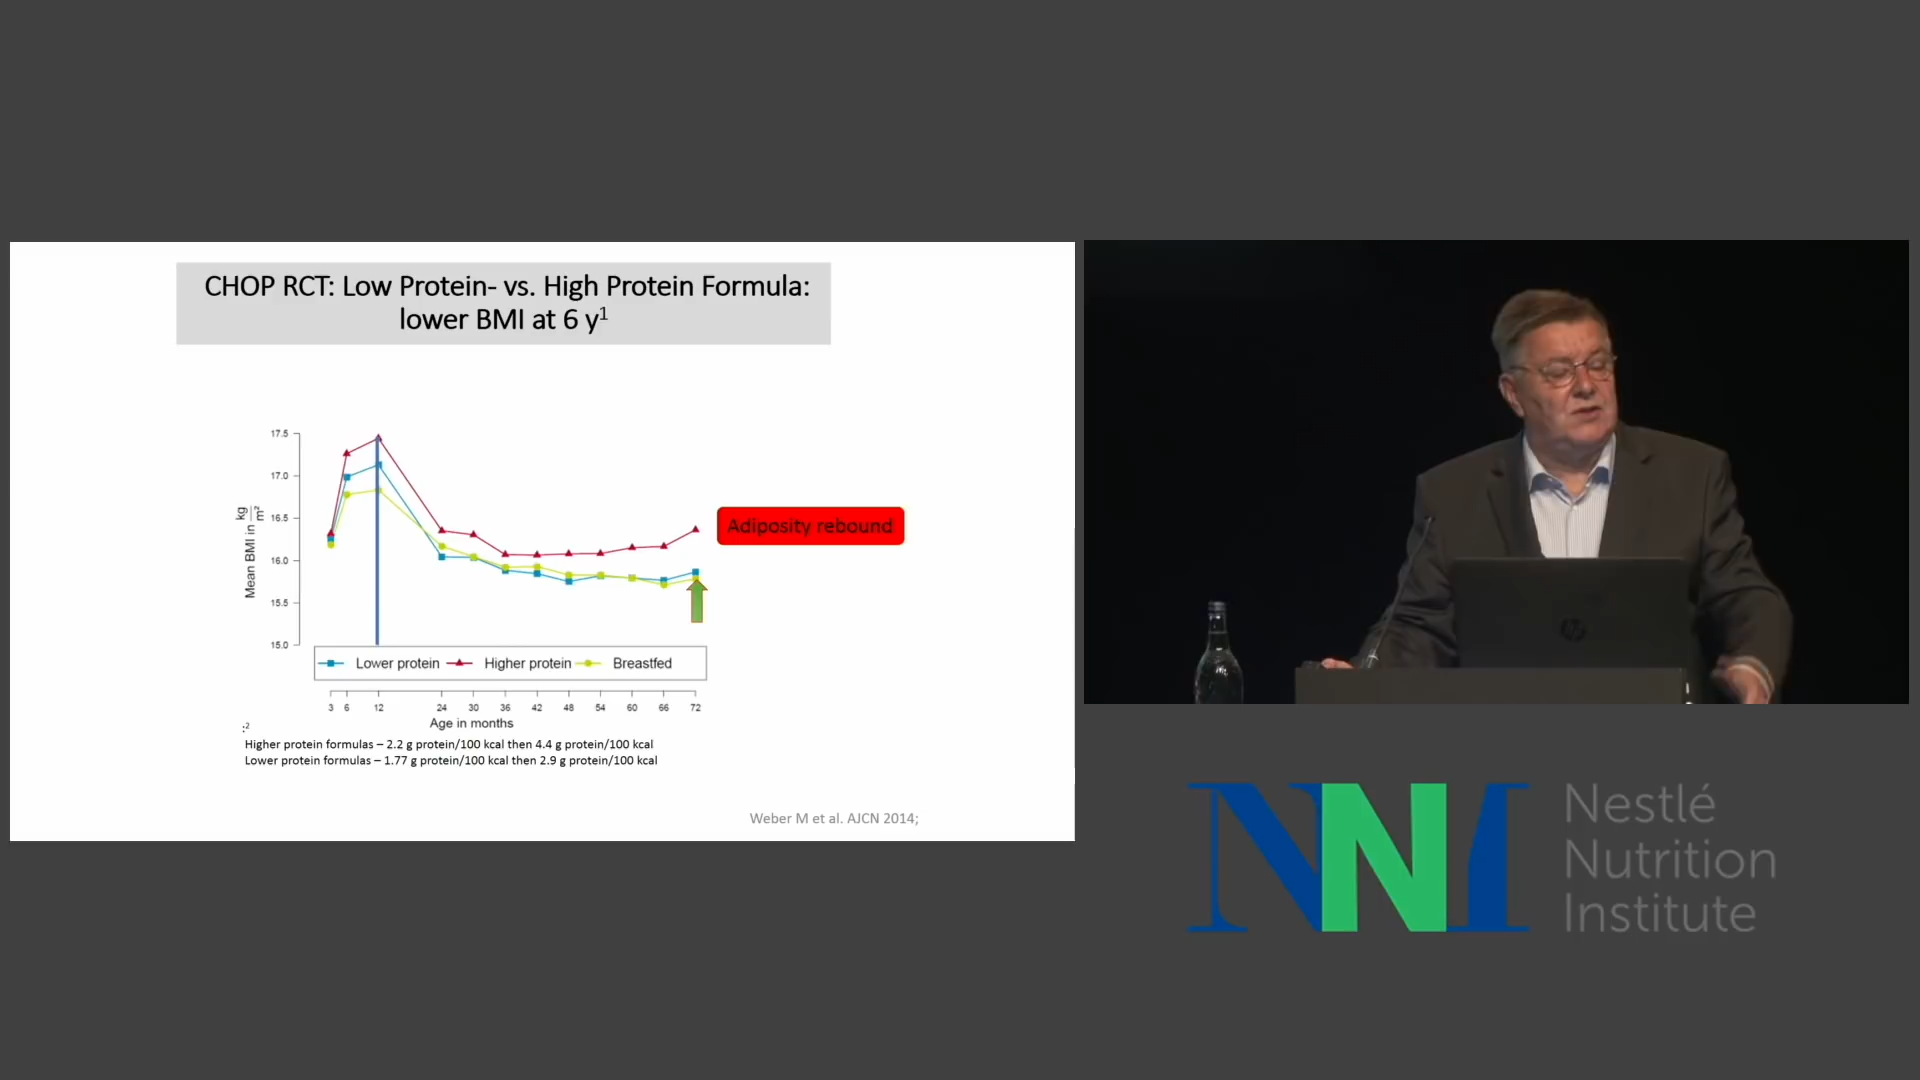 CHOP RCT: Low Protein- vs. High Protein Formula:
lower BMI at 6 y¹
17.5
17.0
16.5
16.0
15.5
15.0
Mean BMI in kg/m²
Adiposity rebound
Lower protein Higher protein Breastfed
3 6 12 24 30 36 42 48 54 60 66 72
Age in months
:²
Higher protein formulas – 2.2 g protein/100 kcal then 4.4 g protein/100 kcal
Lower protein formulas – 1.77 g protein/100 kcal then 2.9 g protein/100 kcal
Weber M et al. AJCN 2014;
hp
NNI
Nestlé
Nutrition
Institute